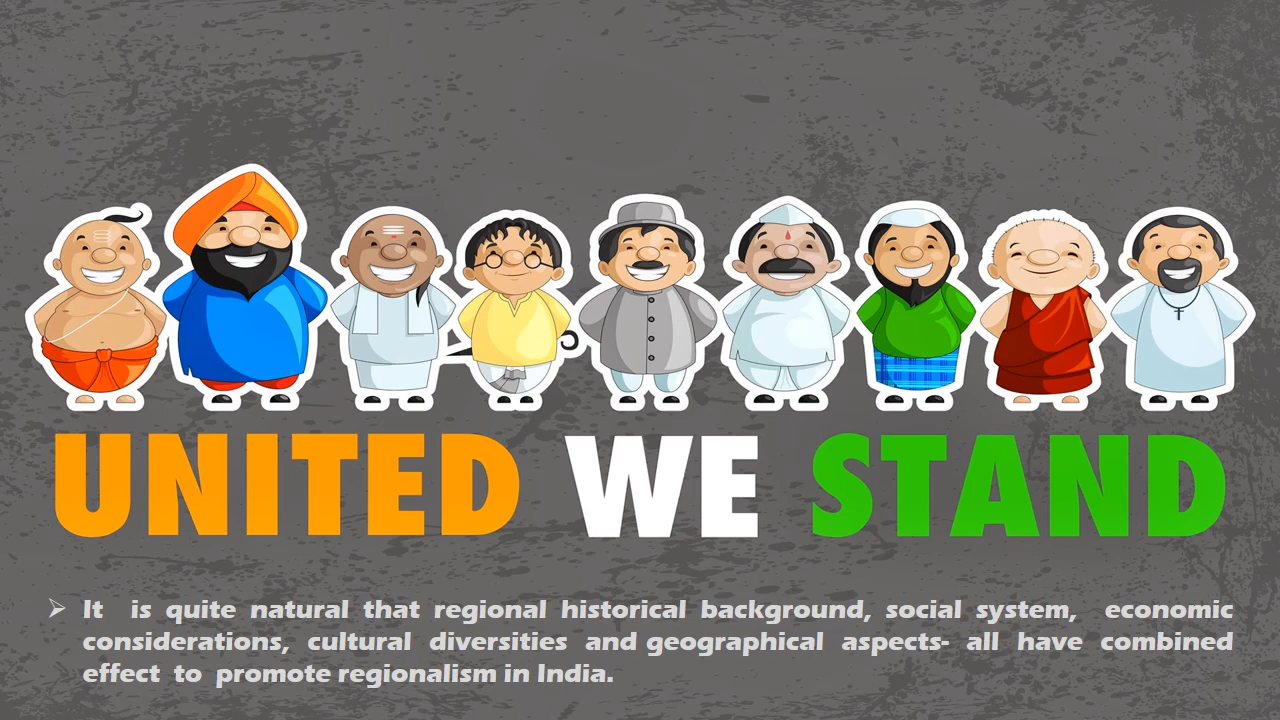 UNITED WE STAND
It is quite natural that regional historical background, social system, economic
considerations, cultural diversities and geographical aspects- all have combined
effect to promote regionalism in India.